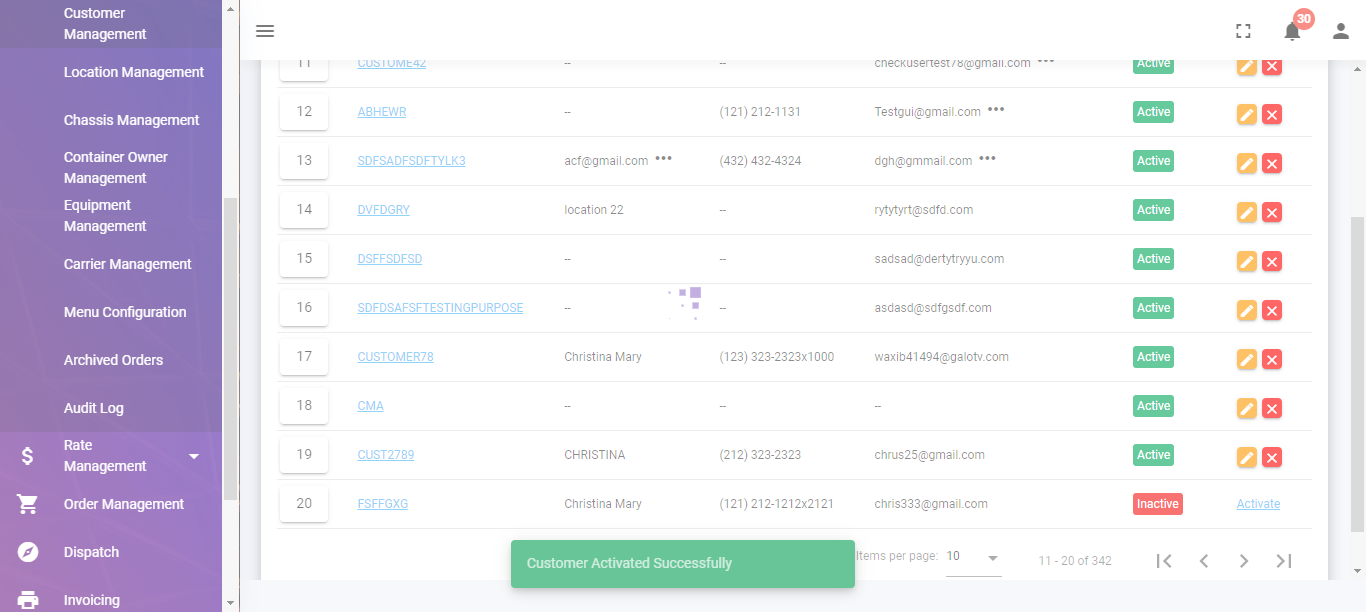 Customer
Management
Location Management
Chassis Management
Container Owner
Management
Equipment
Management
Carrier Management
Menu Configuration
Archived Orders
Audit Log
Rate
Management
Order Management
Dispatch
Invoicing
30
11 CUSTOME42 -- -- checkusertest78@gmail.com ••• Active
12 ABHEWR -- (121) 212-1131 Testgui@gmail.com ••• Active
13 SDFSADFSDFTYLK3 acf@gmail.com ••• (432) 432-4324 dgh@gmmail.com ••• Active
14 DVFDGRY location 22 -- rytytyrt@sdfd.com Active
15 DSFFSDFSD -- -- sadsad@dertytryyu.com Active
16 SDFDSAFSFTESTINGPURPOSE -- -- asdasd@sdfgsdf.com Active
17 CUSTOMER78 Christina Mary (123) 323-2323x1000 waxib41494@galotv.com Active
18 CMA -- -- -- Active
19 CUST2789 CHRISTINA (212) 323-2323 chrus25@gmail.com Active
20 FSFFGXG Christina Mary (121) 212-1212x2121 chris333@gmail.com Inactive Activate
Customer Activated Successfully
Items per page: 10 11 - 20 of 342